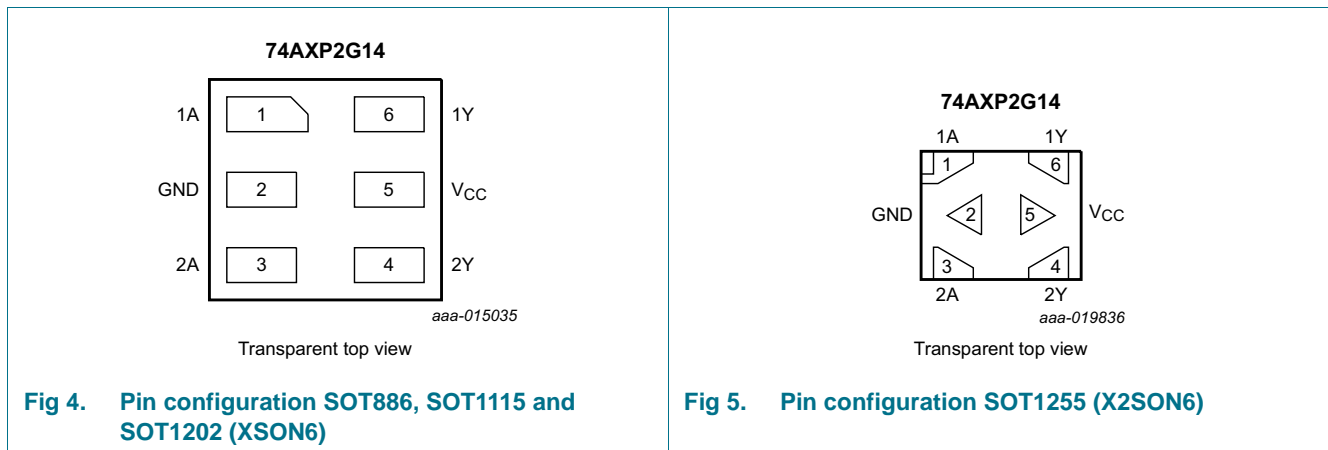 74AXP2G14
1A 1 6 1Y
GND 2 5 VCC
2A 3 4 2Y
aaa-015035
Transparent top view
Fig 4. Pin configuration SOT886, SOT1115 and
SOT1202 (XSON6)
74AXP2G14
1A 1Y
1 6
GND 2 5 VCC
3 4
2A 2Y
aaa-019836
Transparent top view
Fig 5. Pin configuration SOT1255 (X2SON6)